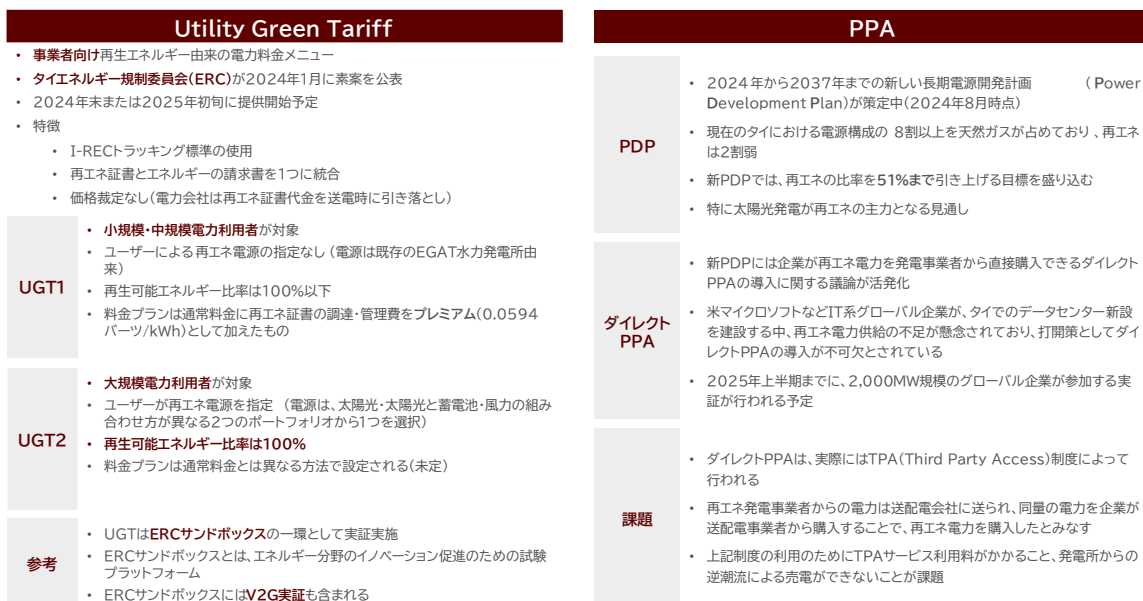 Utility Green Tariff
• 事業者向け再生エネルギー由来の電力料金メニュー
• タイエネルギー規制委員会(ERC)が2024年1月に素案を公表
• 2024年末または2025年初旬に提供開始予定
• 特徴
• I-RECトラッキング標準の使用
• 再エネ証書とエネルギーの請求書を1つに統合
• 価格裁定なし(電力会社は再エネ証書代金を送電時に引き落とし)
UGT1
• 小規模・中規模電力利用者が対象
• ユーザーによる再エネ電源の指定なし (電源は既存のEGAT水力発電所由
来)
• 再生可能エネルギー比率は100%以下
• 料金プランは通常料金に再エネ証書の調達・管理費をプレミアム(0.0594
バーツ/kWh)として加えたもの
UGT2
• 大規模電力利用者が対象
• ユーザーが再エネ電源を指定 (電源は、太陽光・太陽光と蓄電池・風力の組み
合わせ方が異なる2つのポートフォリオから1つを選択)
• 再生可能エネルギー比率は100%
• 料金プランは通常料金とは異なる方法で設定される(未定)
参考
• UGTはERCサンドボックスの一環として実証実施
• ERCサンドボックスとは、エネルギー分野のイノベーション促進のための試験
プラットフォーム
• ERCサンドボックスにはV2G実証も含まれる
PPA
PDP
• 2024年から2037年までの新しい長期電源開発計画 (Power
Development Plan)が策定中(2024年8月時点)
• 現在のタイにおける電源構成の 8割以上を天然ガスが占めており、再エネ
は2割弱
• 新PDPでは、再エネの比率を51%まで引き上げる目標を盛り込む
• 特に太陽光発電が再エネの主力となる見通し
ダイレクト
PPA
• 新PDPには企業が再エネ電力を発電事業者から直接購入できるダイレクト
PPAの導入に関する議論が活発化
• 米マイクロソフトなどIT系グローバル企業が、タイでのデータセンター新設
を建設する中、再エネ電力供給の不足が懸念されており、打開策としてダイ
レクトPPAの導入が不可欠とされている
• 2025年上半期までに、2,000MW規模のグローバル企業が参加する実
証が行われる予定
課題
• ダイレクトPPAは、実際にはTPA(Third Party Access)制度によって
行われる
• 再エネ発電事業者からの電力は送配電会社に送られ、同量の電力を企業が
送配電事業者から購入することで、再エネ電力を購入したとみなす
• 上記制度の利用のためにTPAサービス利用料がかかること、発電所からの
逆潮流による売電ができないことが課題